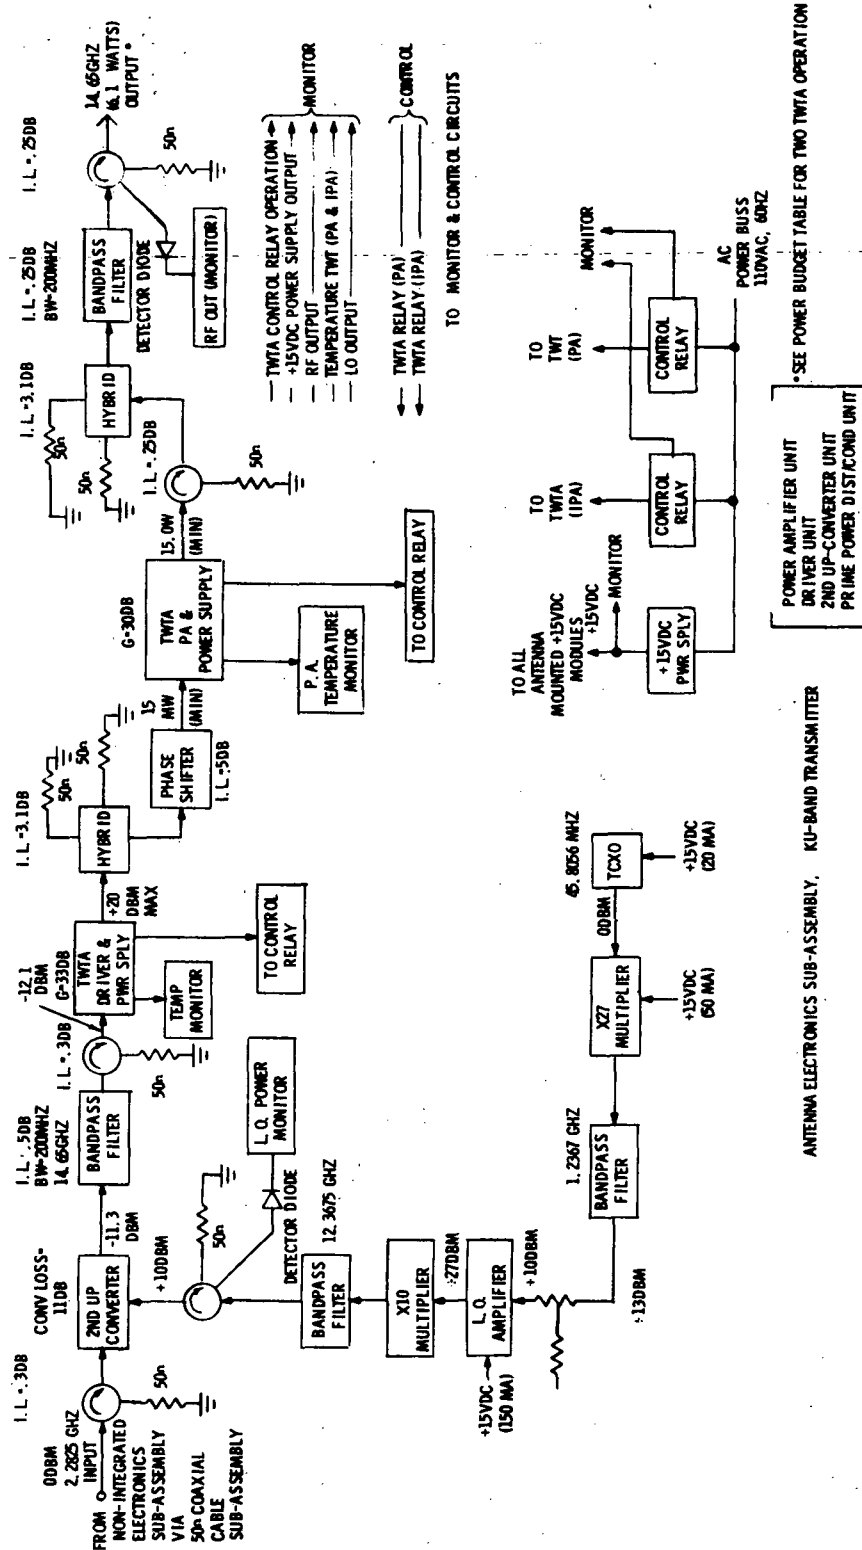 0DBM
2.2825 GHZ
INPUT
FROM
NON-INTEGRATED
ELECTRONICS
SUB-ASSEMBLY
VIA
50n COAXIAL
CABLE
SUB-ASSEMBLY
I.L.=.3DB
50n
CONV LOSS=
11DB
2ND UP
CONVERTER
-11.3
DBM
+10DBM
I.L.=.5DB
BW=200MHZ
14.65GHZ
BANDPASS
FILTER
I.L.=.3DB
50n
-12.1
DBM
G=33DB
TWTA
DRIVER &
PWR SPLY
TEMP
MONITOR
TO CONTROL
RELAY
+20
DBM
MAX
I.L.=3.1DB
HYBRID
50n
50n
PHASE
SHIFTER
I.L.=.5DB
15
MW
(MIN)
G=30DB
TWTA
PA &
POWER SUPPLY
P.A.
TEMPERATURE
MONITOR
TO CONTROL RELAY
15.0W
(MIN)
I.L.=.25DB
50n
I.L.=3.1DB
HYBRID
50n
50n
I.L.=.25DB
BW=200MHZ
BANDPASS
FILTER
DETECTOR DIODE
RF OUT (MONITOR)
I.L.=.25DB
50n
14.65GHZ
(6.1 WATTS)
OUTPUT *
50n
L.O. POWER
MONITOR
DETECTOR DIODE
12.3675 GHZ
BANDPASS
FILTER
X10
MULTIPLIER
+27DBM
L.O.
AMPLIFIER
+15VDC
(150 MA)
+10DBM
+13DBM
1.2367 GHZ
BANDPASS
FILTER
X27
MULTIPLIER
+15VDC
(50 MA)
0DBM
45.8056 MHZ
TCXO
+15VDC
(20 MA)
TWTA CONTROL RELAY OPERATION
+15VDC POWER SUPPLY OUTPUT
RF OUTPUT
TEMPERATURE TWT (PA & IPA)
LO OUTPUT
MONITOR
TWTA RELAY (PA)
TWTA RELAY (IPA)
CONTROL
TO MONITOR & CONTROL CIRCUITS
TO ALL
ANTENNA
MOUNTED +15VDC
MODULES
+15VDC
MONITOR
+15VDC
PWR SPLY
TO
TWTA
(IPA)
CONTROL
RELAY
TO
TWT
(PA)
CONTROL
RELAY
MONITOR
AC
POWER BUSS
110VAC, 60HZ
*SEE POWER BUDGET TABLE FOR TWO TWTA OPERATION
POWER AMPLIFIER UNIT
DRIVER UNIT
2ND UP-CONVERTER UNIT
PRIME POWER DIST/COND UNIT
ANTENNA ELECTRONICS SUB-ASSEMBLY, KU-BAND TRANSMITTER